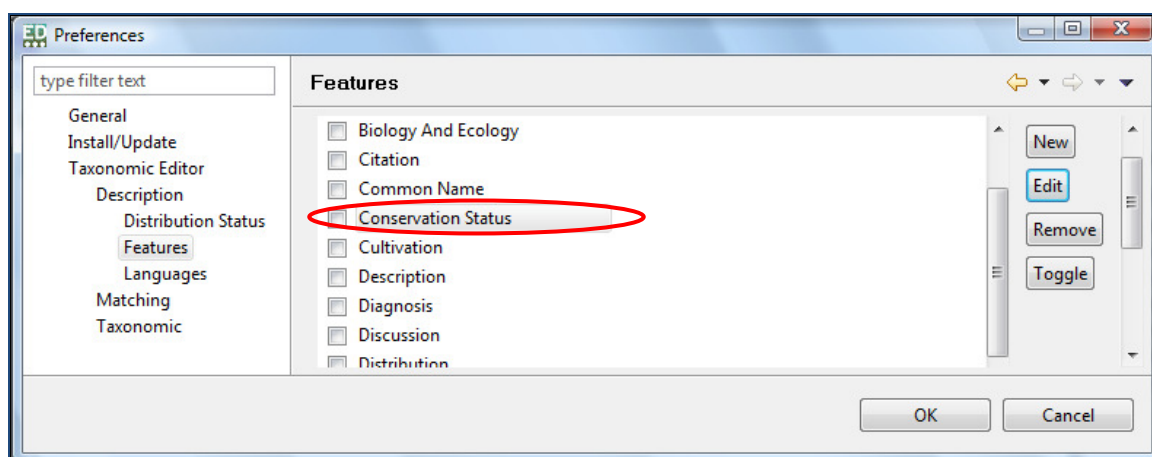 ED Preferences
type filter text
General
Install/Update
Taxonomic Editor
Description
Distribution Status
Features
Languages
Matching
Taxonomic
Features
Biology And Ecology
Citation
Common Name
Conservation Status
Cultivation
Description
Diagnosis
Discussion
Distribution
New
Edit
Remove
Toggle
OK
Cancel